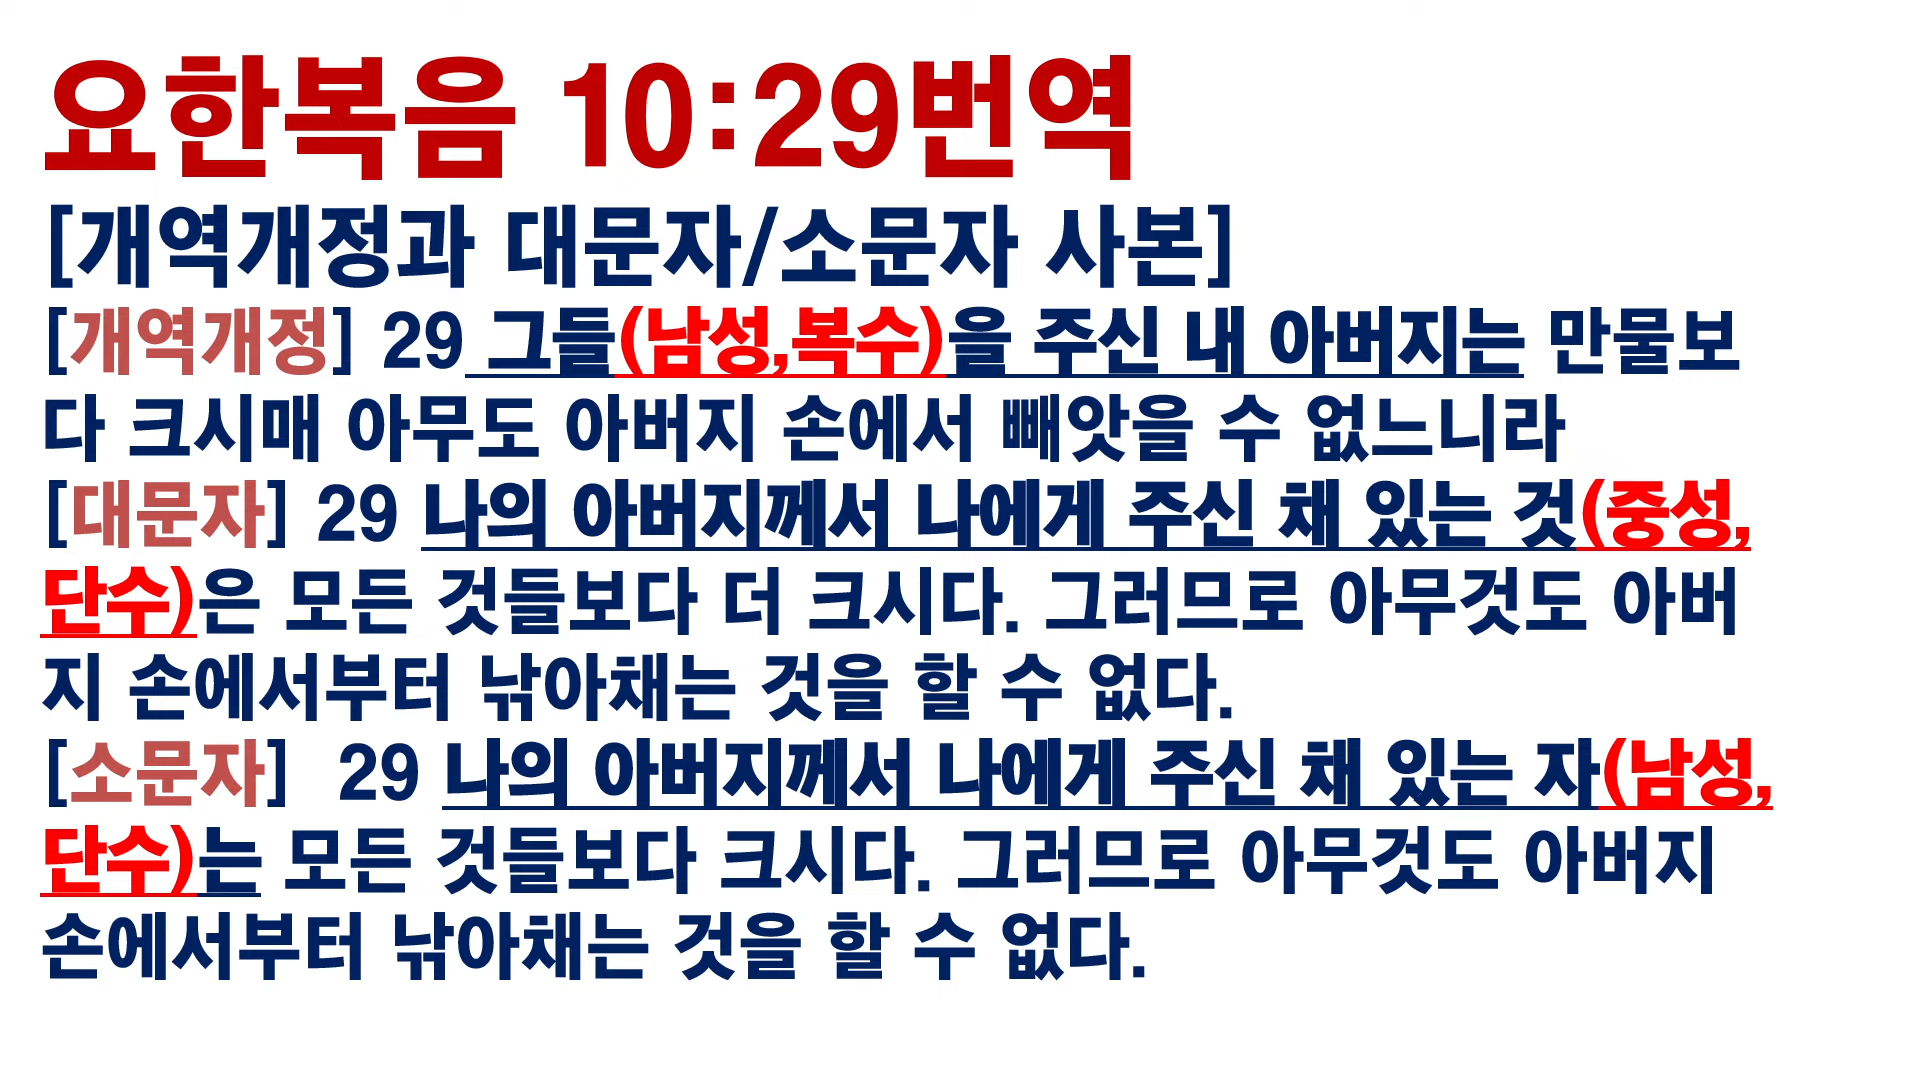 요한복음 10:29번역
[개역개정과 대문자/소문자 사본]
[개역개정] 29 그들(남성,복수)을 주신 내 아버지는 만물보
다 크시매 아무도 아버지 손에서 빼앗을 수 없느니라
[대문자] 29 나의 아버지께서 나에게 주신 채 있는 것(중성,
단수)은 모든 것들보다 더 크시다. 그러므로 아무것도 아버
지 손에서부터 낚아채는 것을 할 수 없다.
[소문자] 29 나의 아버지께서 나에게 주신 채 있는 자(남성,
단수)는 모든 것들보다 크시다. 그러므로 아무것도 아버지
손에서부터 낚아채는 것을 할 수 없다.